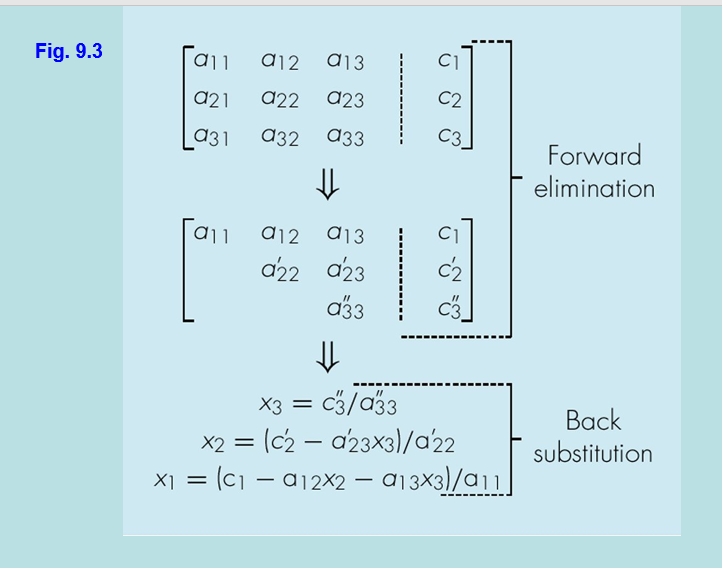 Fig. 9.3
a11 a12 a13 c1
a21 a22 a23 c2
a31 a32 a33 c3
Forward
elimination
⇓
a11 a12 a13 c1
a′22 a′23 c′2
a″33 c″3
⇓
x3 = c″3/a″33
x2 = (c′2 − a′23x3)/a′22
x1 = (c1 − a12x2 − a13x3)/a11
Back
substitution